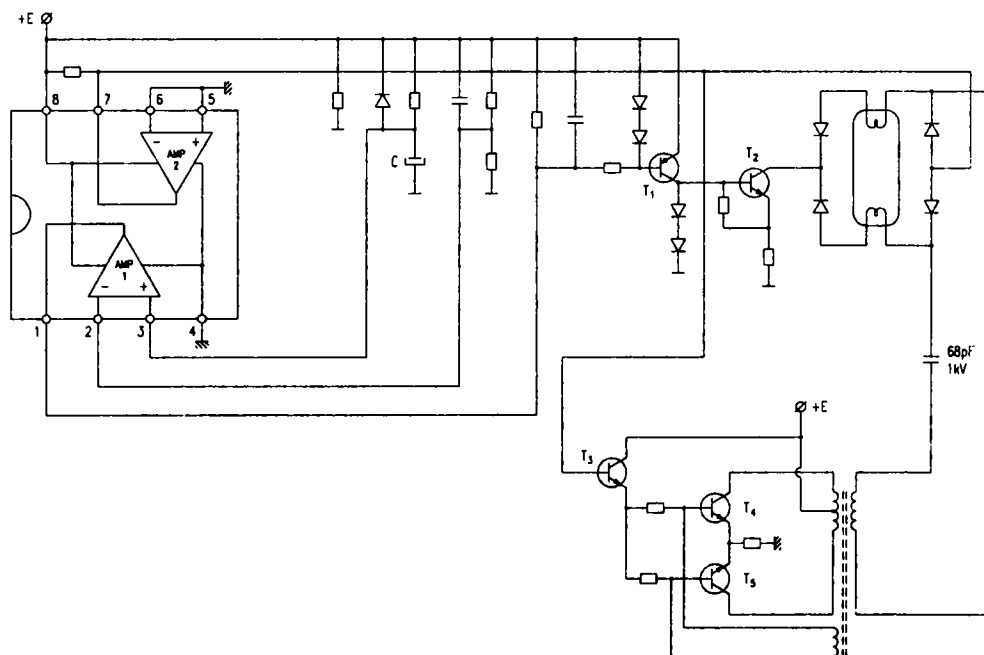 +E
8 7 6 5
- +
AMP
2
C
T1
T2
AMP
1
- +
1 2 3 4
68pF
1kV
+E
T3
T4
T5